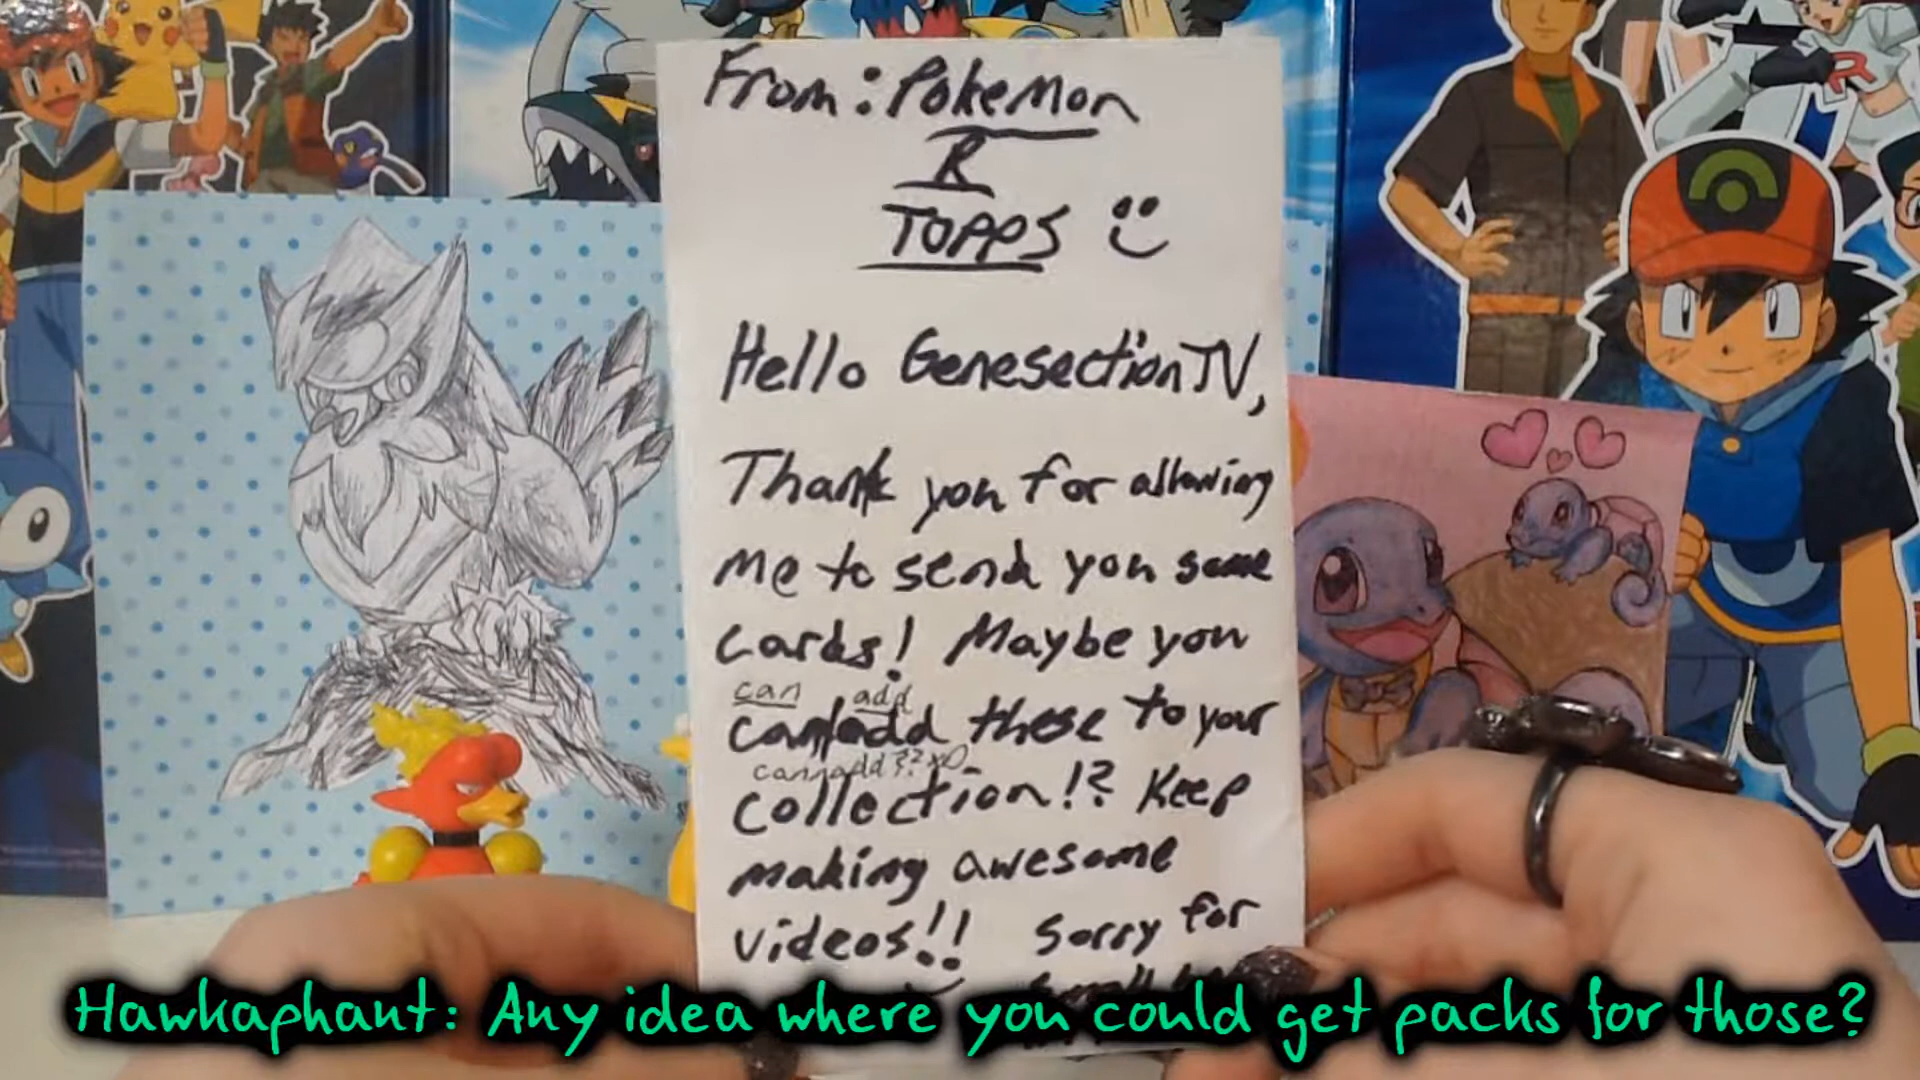 From: Pokemon
R
TOPPS :)
Hello GenesectionTV,
Thank you for allowing
me to send you some
cards! Maybe you
can add
can add these to your
cannadd?? xD
collection!? Keep
making awesome
videos!! Sorry for
Hawkaphant: Any idea where you could get packs for those?